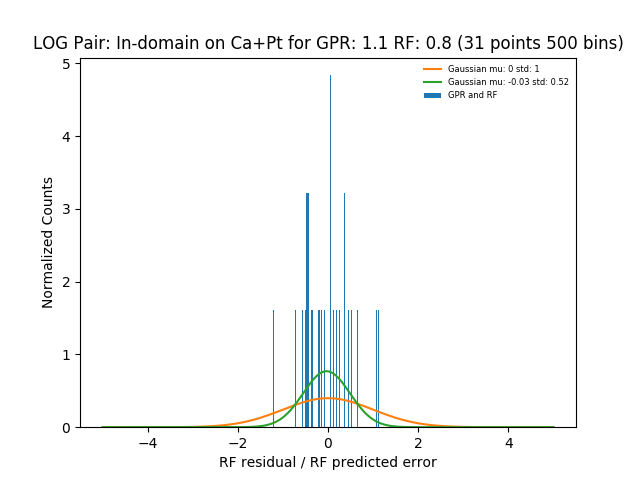 LOG Pair: In-domain on Ca+Pt for GPR: 1.1 RF: 0.8 (31 points 500 bins)
Gaussian mu: 0 std: 1
Gaussian mu: -0.03 std: 0.52
GPR and RF
Normalized Counts
5
4
3
2
1
0
−4 −2 0 2 4
RF residual / RF predicted error